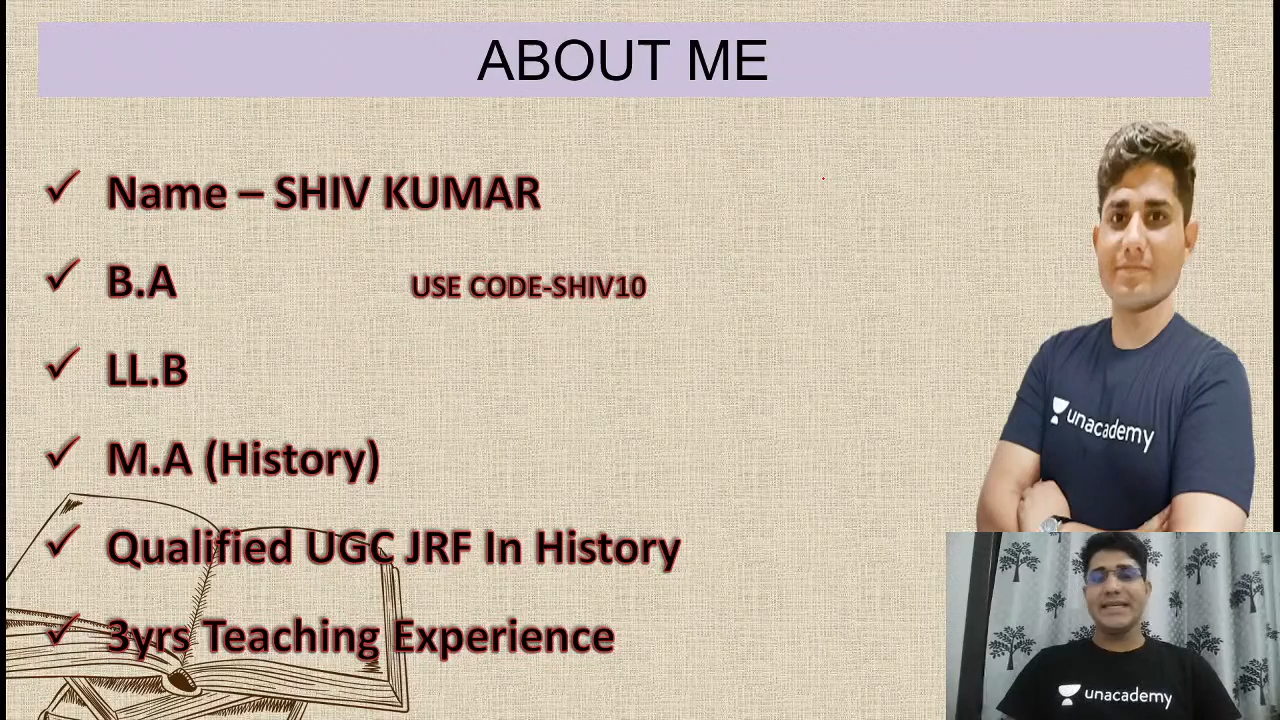 ABOUT ME
Name – SHIV KUMAR
B.A
USE CODE-SHIV10
LL.B
M.A (History)
Qualified UGC JRF In History
3yrs Teaching Experience
unacademy
unacademy